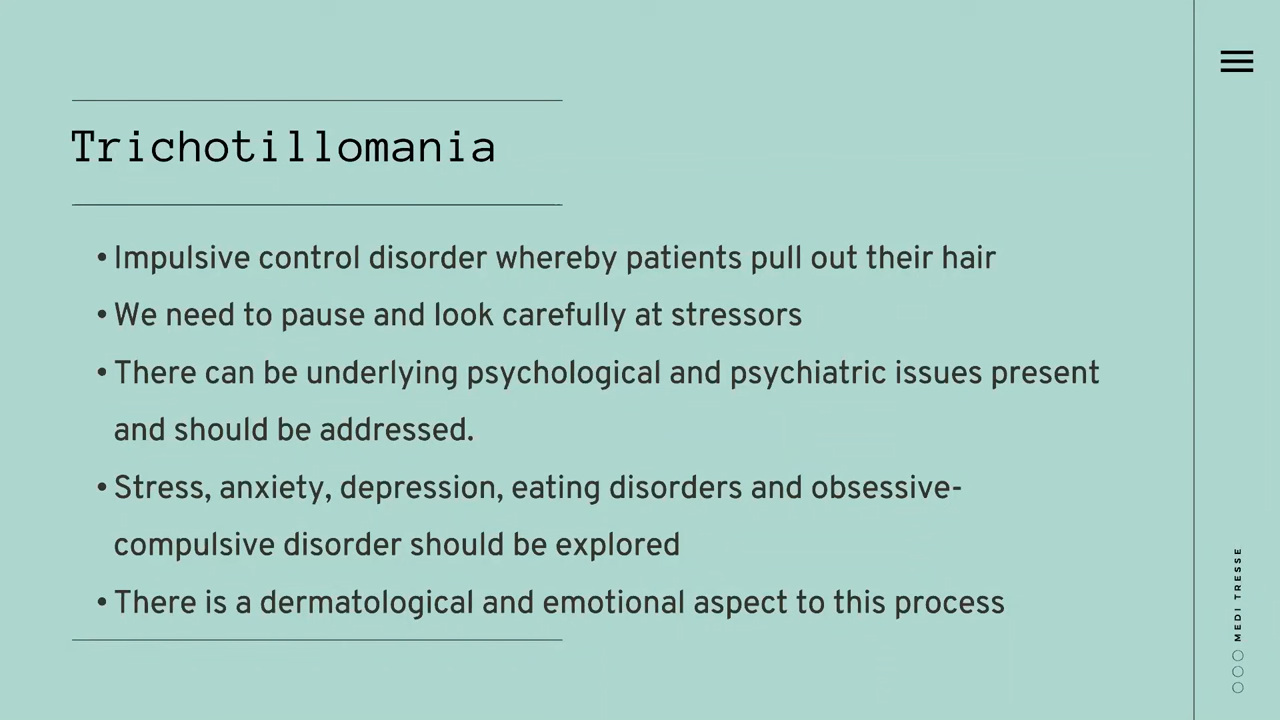 Trichotillomania
• Impulsive control disorder whereby patients pull out their hair
• We need to pause and look carefully at stressors
• There can be underlying psychological and psychiatric issues present
and should be addressed.
• Stress, anxiety, depression, eating disorders and obsessive-
compulsive disorder should be explored
• There is a dermatological and emotional aspect to this process
MEDI TRESSE